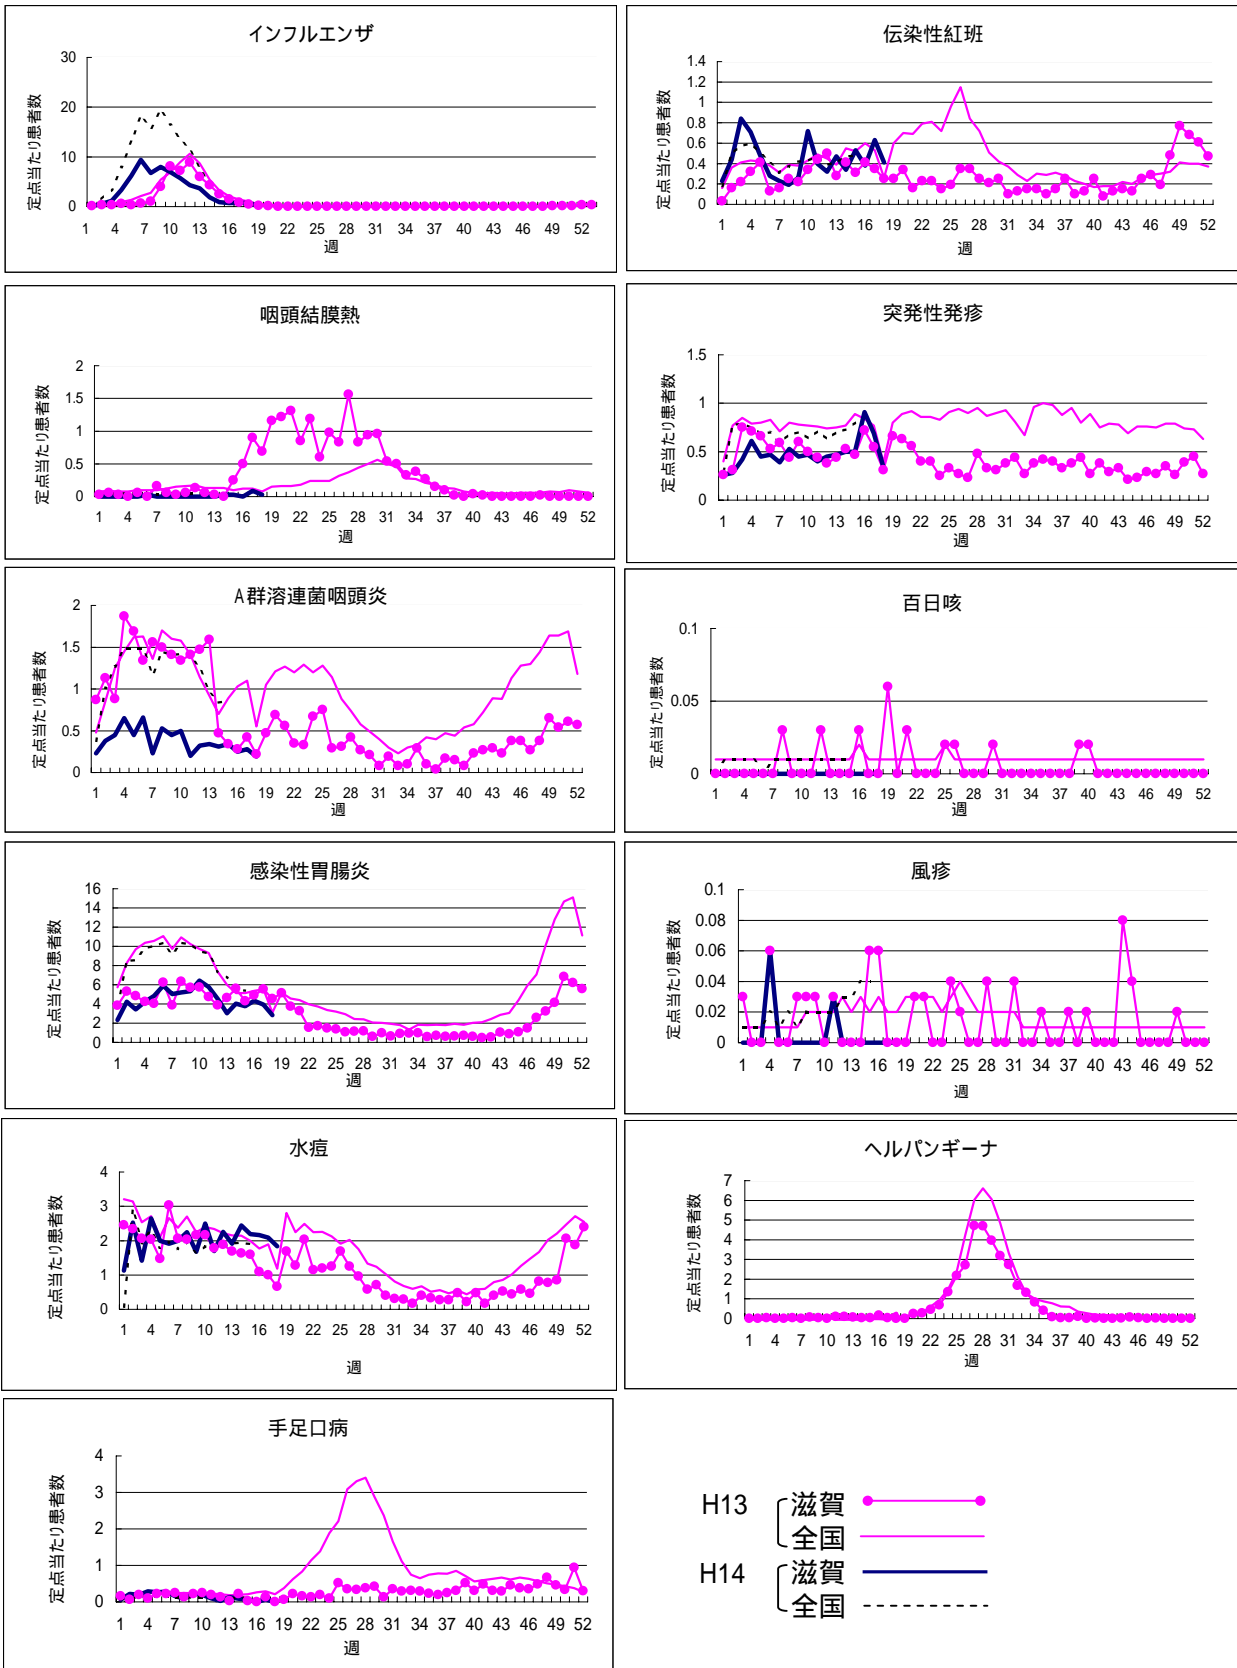 インフルエンザ
定点当たり患者数
30
20
10
0
1 4 7 10 13 16 19 22 25 28 31 34 37 40 43 46 49 52
週
伝染性紅斑
定点当たり患者数
1.4
1.2
1
0.8
0.6
0.4
0.2
0
1 4 7 10 13 16 19 22 25 28 31 34 37 40 43 46 49 52
週
咽頭結膜熱
定点当たり患者数
2
1.5
1
0.5
0
1 4 7 10 13 16 19 22 25 28 31 34 37 40 43 46 49 52
週
突発性発疹
定点当たり患者数
1.5
1
0.5
0
1 4 7 10 13 16 19 22 25 28 31 34 37 40 43 46 49 52
週
A群溶連菌咽頭炎
定点当たり患者数
2
1.5
1
0.5
0
1 4 7 10 13 16 19 22 25 28 31 34 37 40 43 46 49 52
百日咳
定点当たり患者数
0.1
0.05
0
1 4 7 10 13 16 19 22 25 28 31 34 37 40 43 46 49 52
感染性胃腸炎
定点当たり患者数
16
14
12
10
8
6
4
2
0
1 4 7 10 13 16 19 22 25 28 31 34 37 40 43 46 49 52
週
風疹
定点当たり患者数
0.1
0.08
0.06
0.04
0.02
0
1 4 7 10 13 16 19 22 25 28 31 34 37 40 43 46 49 52
週
水痘
定点当たり患者数
4
3
2
1
0
1 4 7 10 13 16 19 22 25 28 31 34 37 40 43 46 49 52
週
ヘルパンギーナ
定点当たり患者数
7
6
5
4
3
2
1
0
1 4 7 10 13 16 19 22 25 28 31 34 37 40 43 46 49 52
週
手足口病
定点当たり患者数
4
3
2
1
0
1 4 7 10 13 16 19 22 25 28 31 34 37 40 43 46 49 52
週
H13 滋賀
全国
H14 滋賀
全国